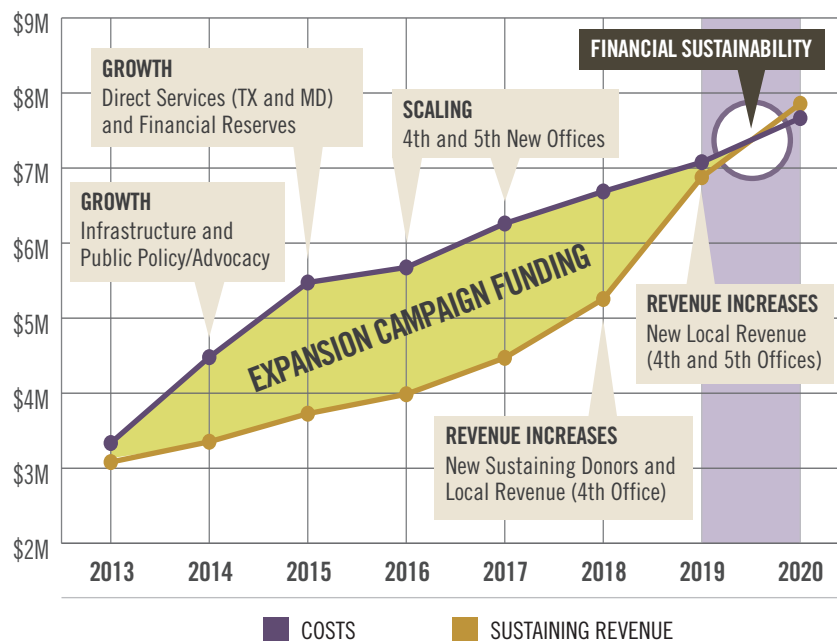 $9M
$8M
$7M
$6M
$5M
$4M
$3M
$2M
FINANCIAL SUSTAINABILITY
GROWTH
Direct Services (TX and MD)
and Financial Reserves
SCALING
4th and 5th New Offices
GROWTH
Infrastructure and
Public Policy/Advocacy
EXPANSION CAMPAIGN FUNDING
REVENUE INCREASES
New Local Revenue
(4th and 5th Offices)
REVENUE INCREASES
New Sustaining Donors and
Local Revenue (4th Office)
2013 2014 2015 2016 2017 2018 2019 2020
COSTS SUSTAINING REVENUE